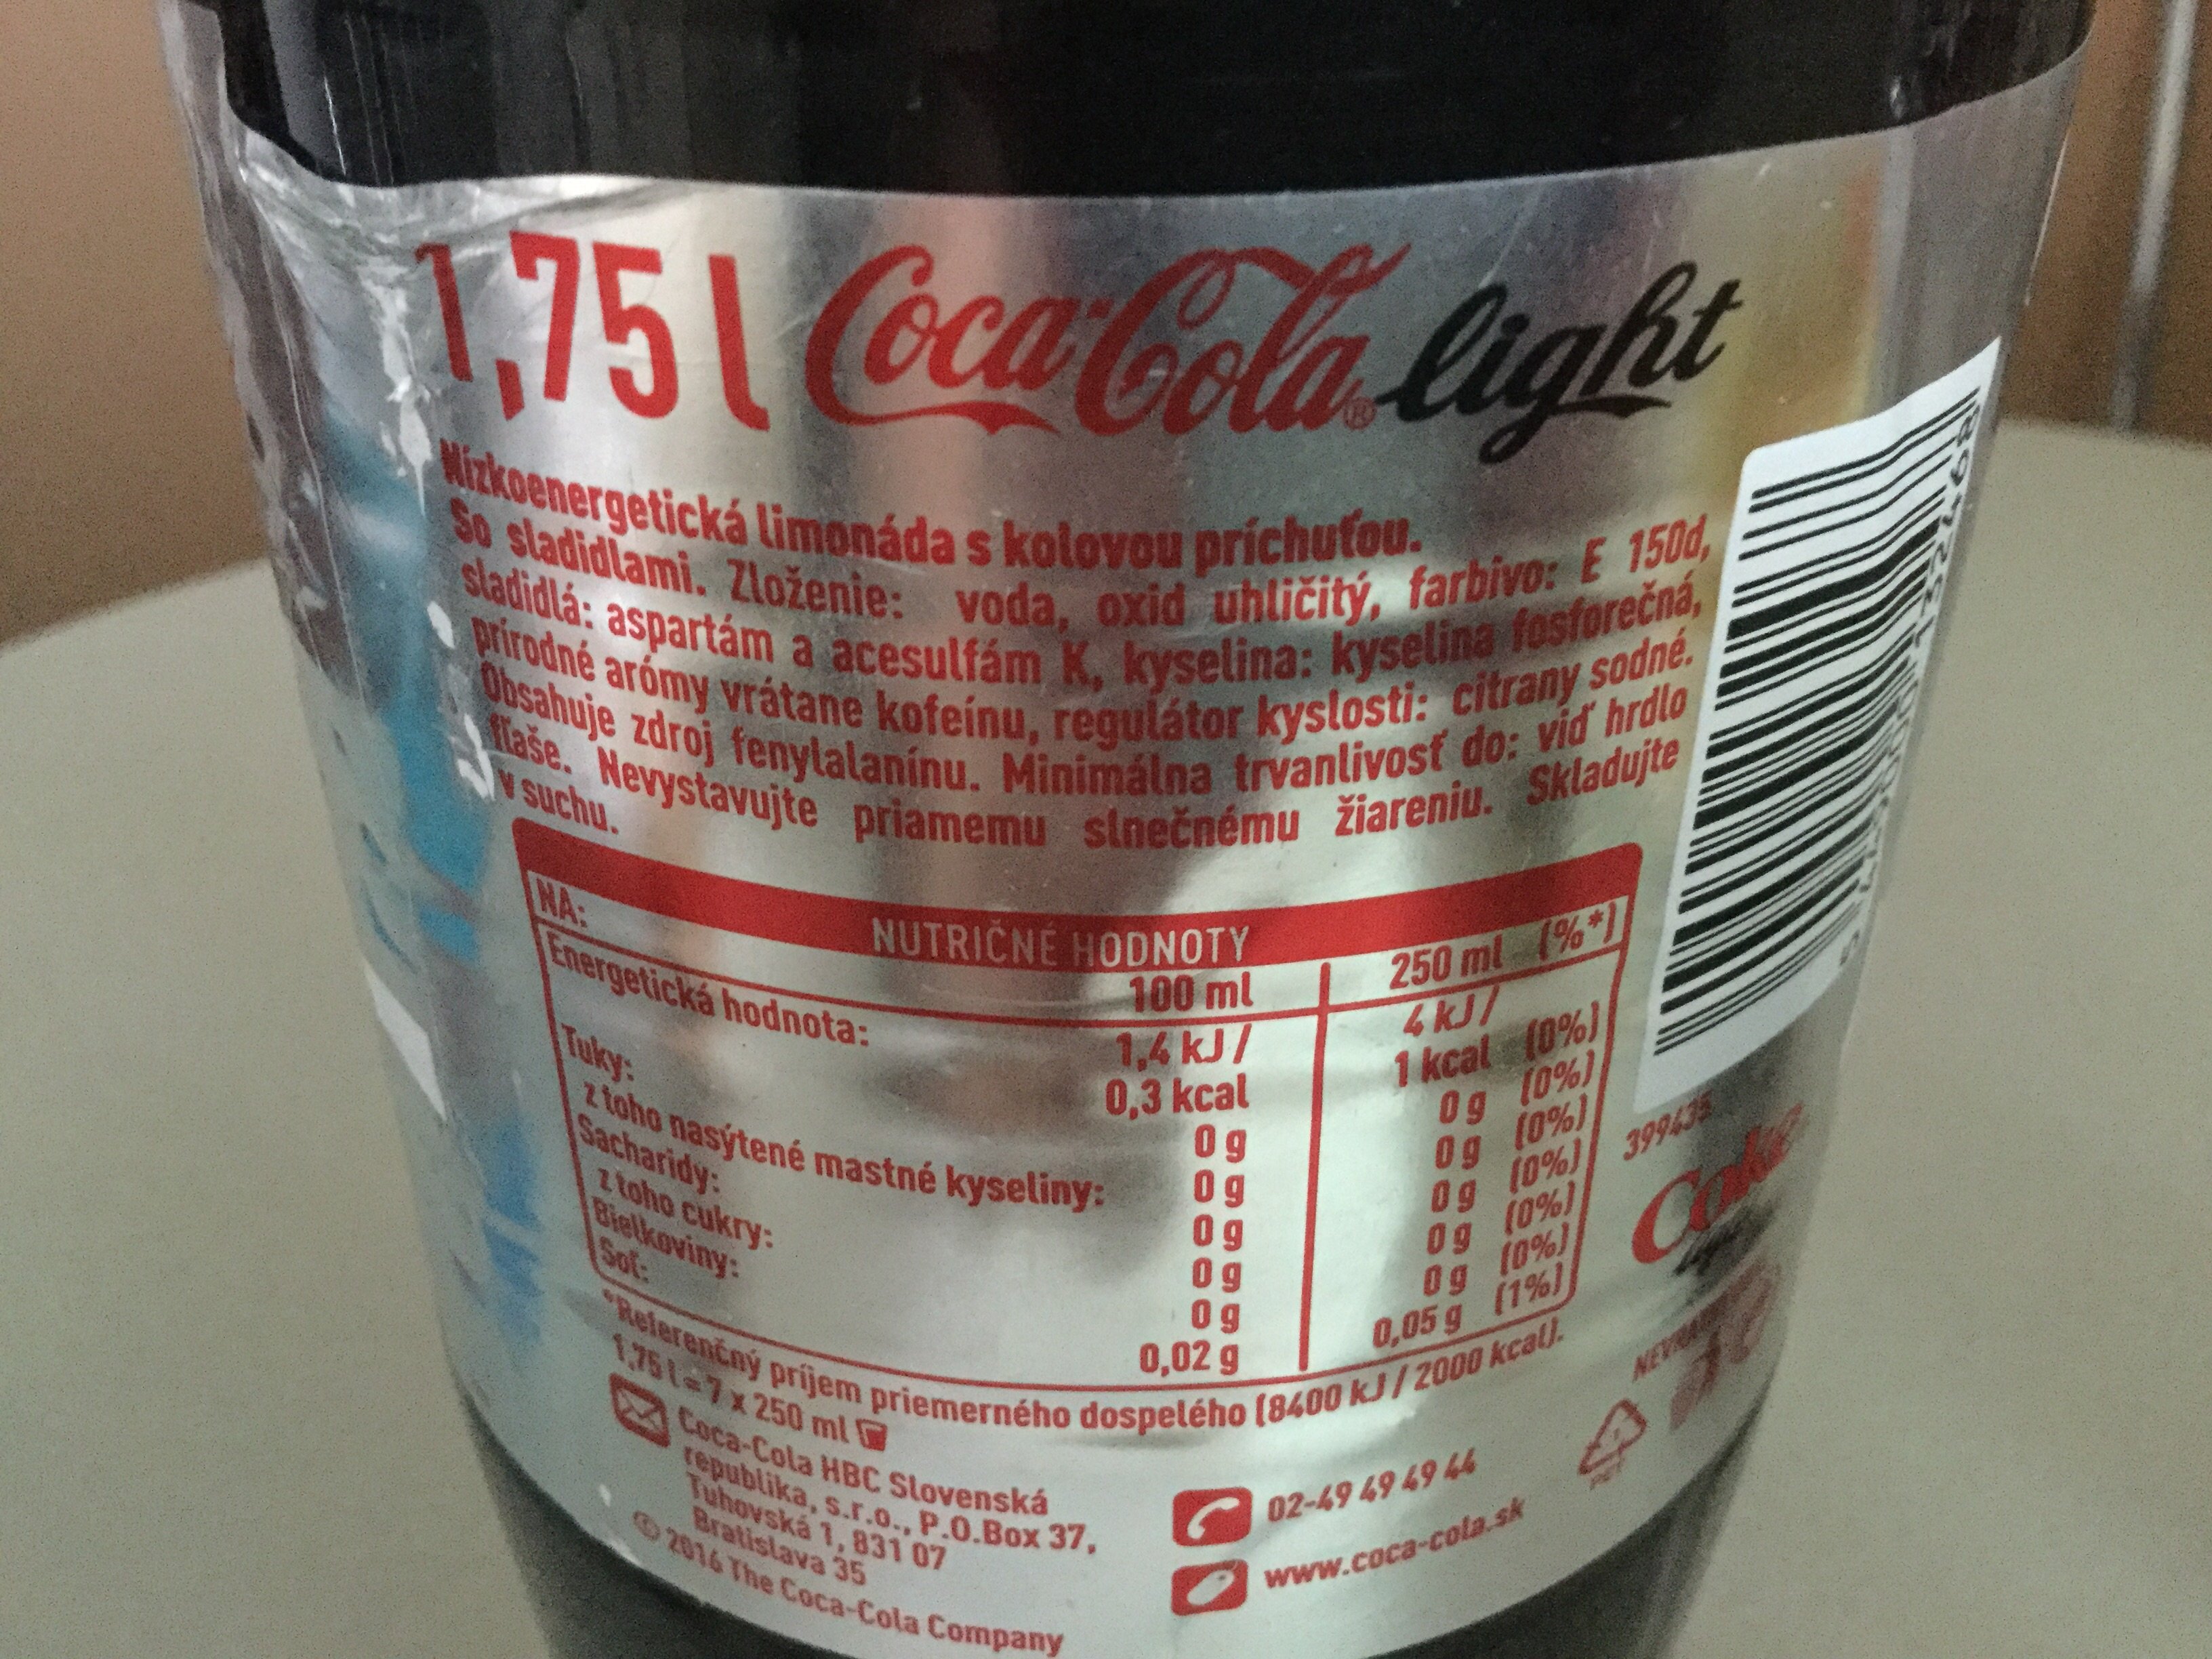 1,75 l Coca-Cola® light
Nízkoenergetická limonáda s kolovou príchuťou.
So sladidlami. Zloženie: voda, oxid uhličitý, farbivo: E 150d,
sladidlá: aspartám a acesulfám K, kyselina: kyselina fosforečná,
prírodné arómy vrátane kofeínu, regulátor kyslosti: citrany sodné.
Obsahuje zdroj fenylalanínu. Minimálna trvanlivosť do: viď hrdlo
fľaše. Nevystavujte priamemu slnečnému žiareniu. Skladujte
v suchu.
NUTRIČNÉ HODNOTY
NA: 100 ml 250 ml (%*)
Energetická hodnota: 1,4 kJ/ 4 kJ/
0,3 kcal 1 kcal (0%)
Tuky: 0 g 0 g (0%)
z toho nasýtené mastné kyseliny: 0 g 0 g (0%)
Sacharidy: 0 g 0 g (0%)
z toho cukry: 0 g 0 g (0%)
Bielkoviny: 0 g 0 g (0%)
Soľ: 0,02 g 0,05 g (1%)
*Referenčný príjem priemerného dospelého (8400 kJ / 2000 kcal).
1,75 l = 7 x 250 ml
Coca-Cola HBC Slovenská
republika, s.r.o., P.O.Box 37,
Tuhovská 1, 831 07
Bratislava 35
© 2016 The Coca-Cola Company
02-49 49 49 44
www.coca-cola.sk
Coke
light
PET